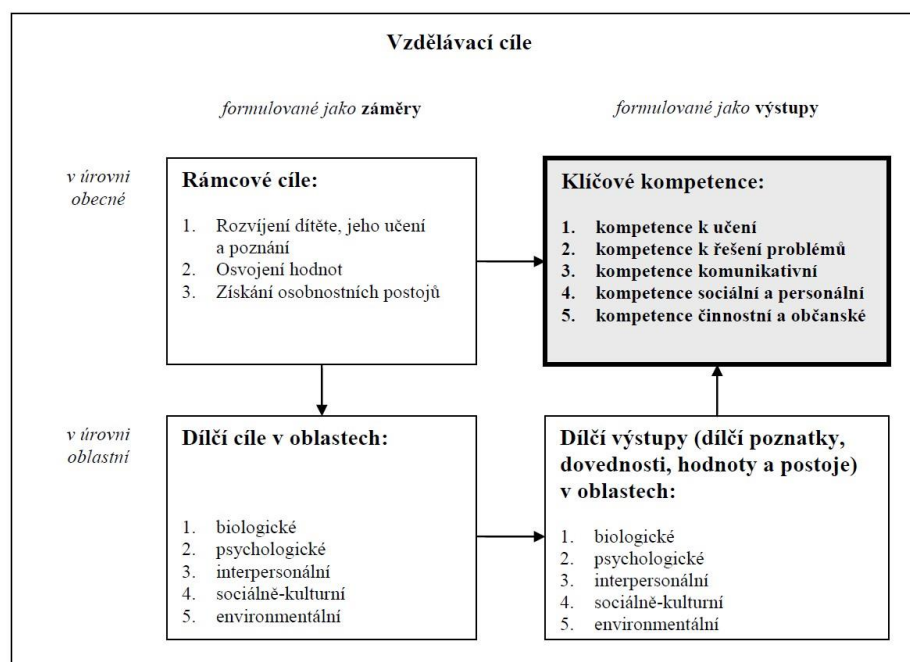 Vzdělávací cíle
formulované jako záměry
formulované jako výstupy
v úrovni
obecné
Rámcové cíle:
1. Rozvíjení dítěte, jeho učení
a poznání
2. Osvojení hodnot
3. Získání osobnostních postojů
Klíčové kompetence:
1. kompetence k učení
2. kompetence k řešení problémů
3. kompetence komunikativní
4. kompetence sociální a personální
5. kompetence činnostní a občanské
v úrovni
oblastní
Dílčí cíle v oblastech:
1. biologické
2. psychologické
3. interpersonální
4. sociálně-kulturní
5. environmentální
Dílčí výstupy (dílčí poznatky,
dovednosti, hodnoty a postoje)
v oblastech:
1. biologické
2. psychologické
3. interpersonální
4. sociálně-kulturní
5. environmentální